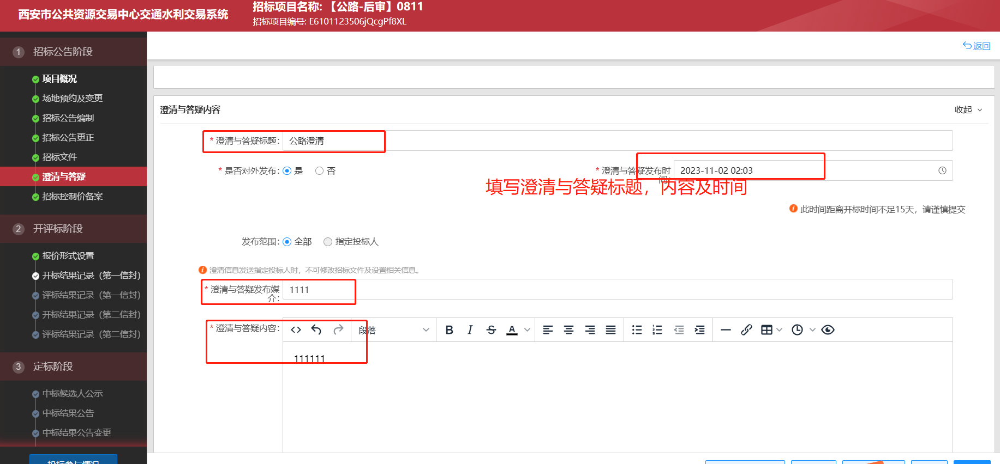 西安市公共资源交易中心交通水利交易系统
招标项目名称: 【公路-后审】0811
招标项目编号: E6101123506jQcgPf8XL
返回
1 招标公告阶段
项目概况
场地预约及变更
招标公告编制
招标公告更正
招标文件
澄清与答疑
招标控制价备案
2 开评标阶段
报价形式设置
开标结果记录（第一信封）
评标结果记录（第一信封）
开标结果记录（第二信封）
评标结果记录（第二信封）
3 定标阶段
中标候选人公示
中标结果公告
中标结果公告变更
投标参与情况
澄清与答疑内容
收起
* 澄清与答疑标题: 公路澄清
* 是否对外发布: 是 否
* 澄清与答疑发布时间: 2023-11-02 02:03
填写澄清与答疑标题，内容及时间
此时间距离开标时间不足15天，请谨慎提交
发布范围: 全部 指定投标人
澄清信息发送指定投标人时，不可修改招标文件及设置相关信息。
* 澄清与答疑发布媒介: 1111
* 澄清与答疑内容: 段落
111111